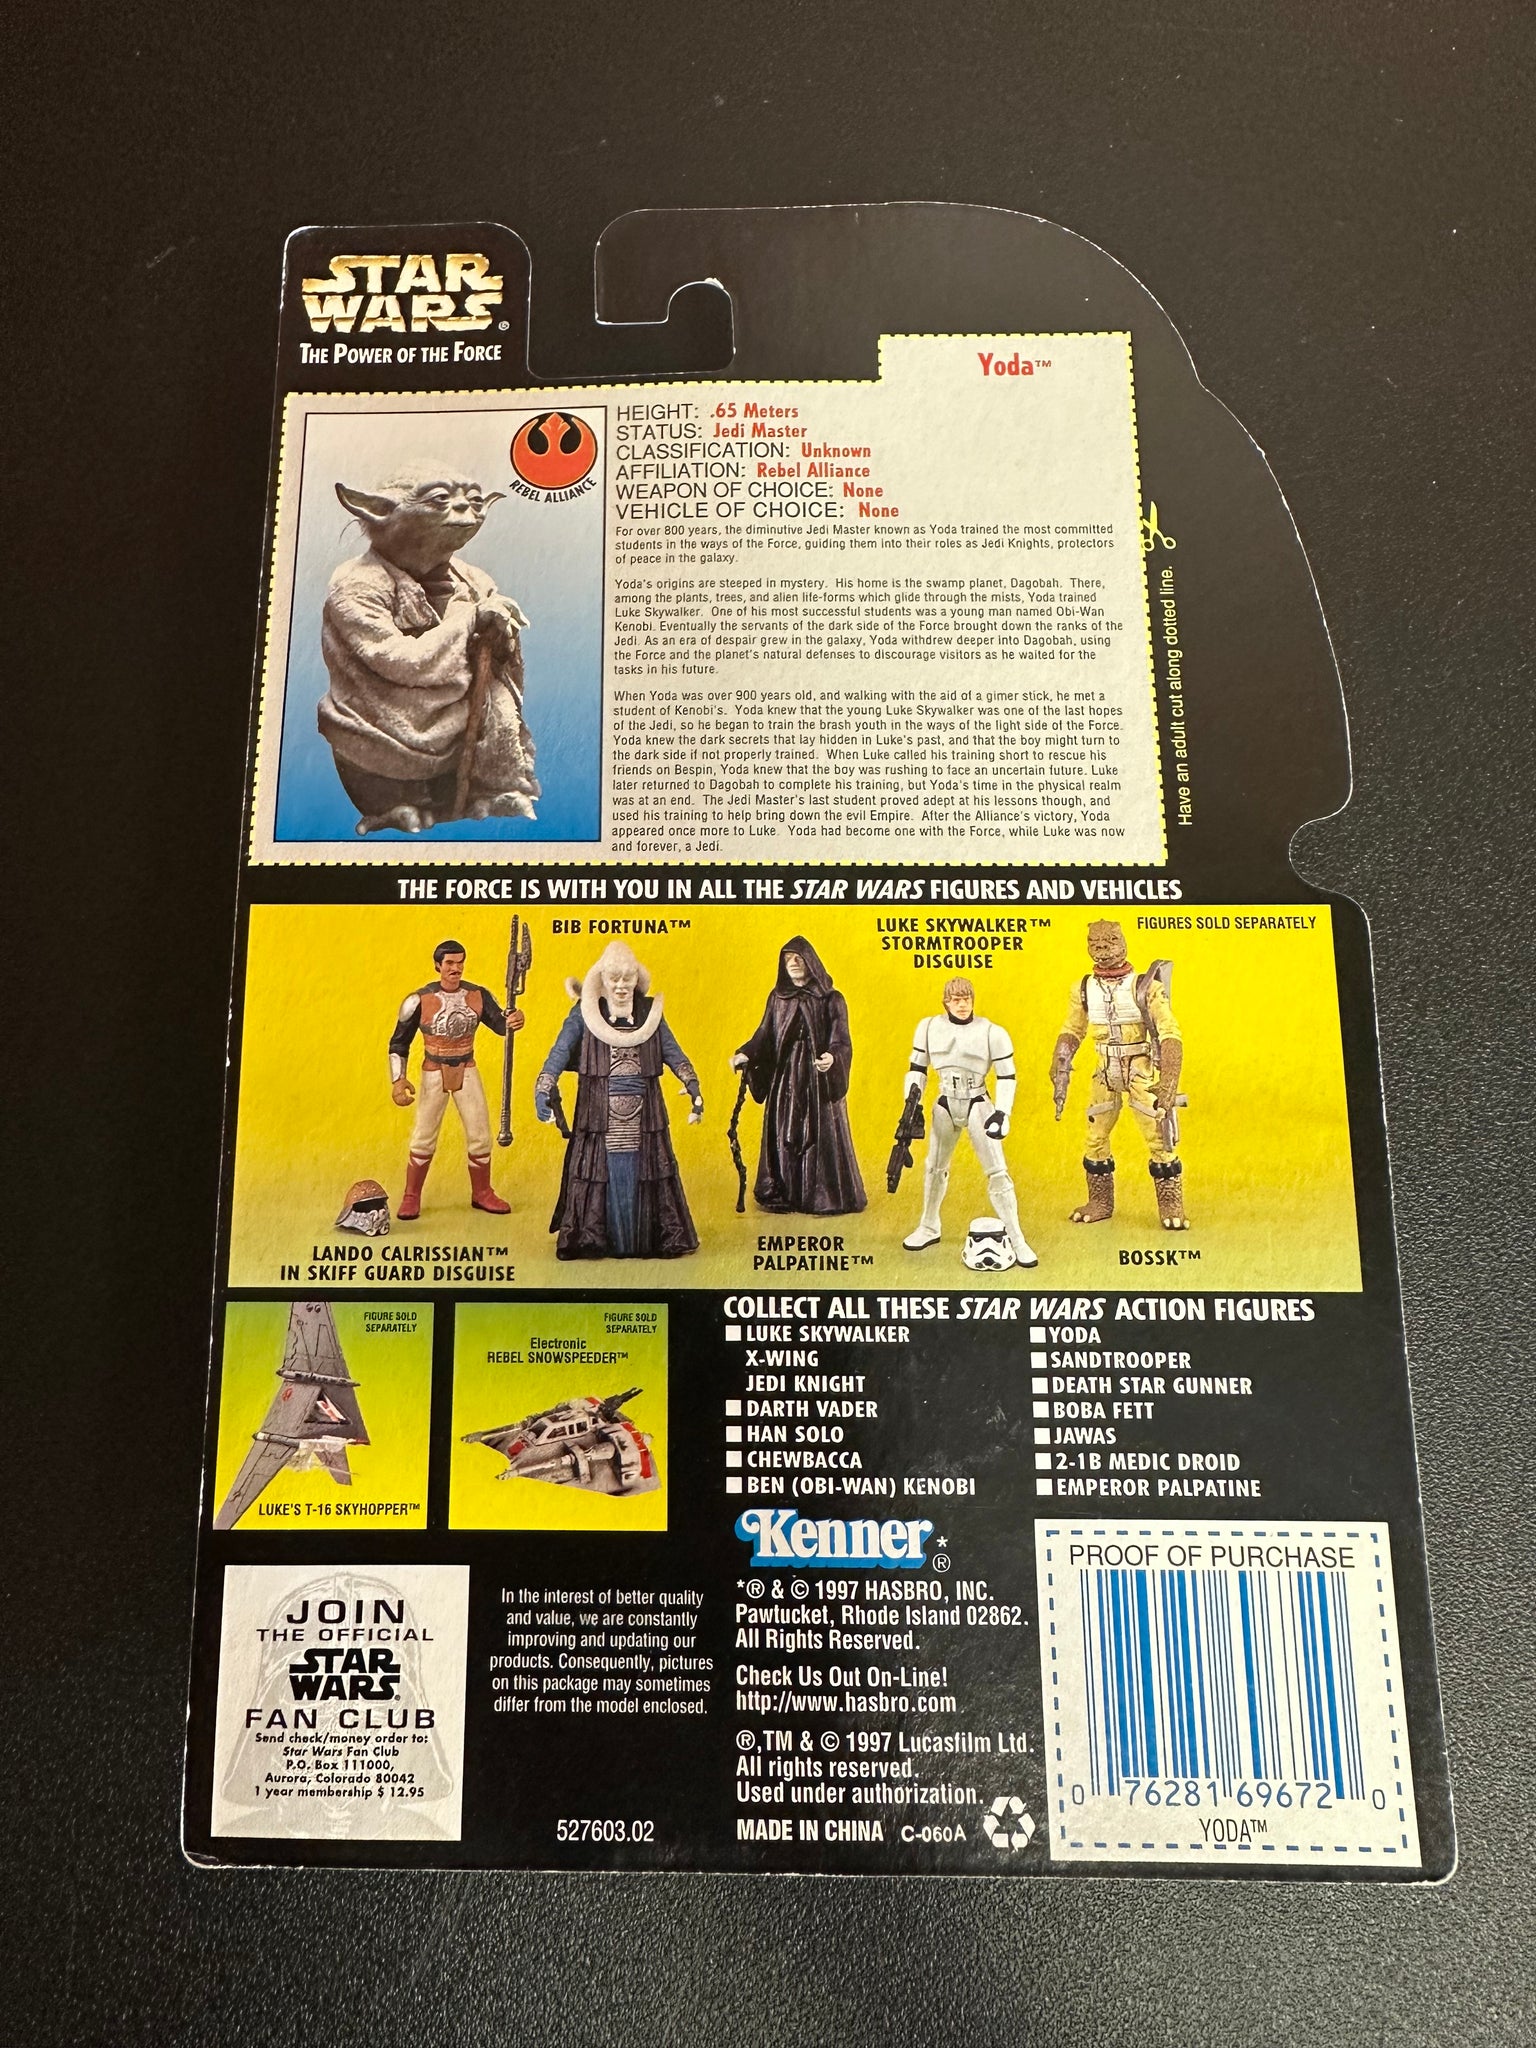 STAR
WARS®
THE POWER OF THE FORCE
Yoda™
REBEL ALLIANCE
HEIGHT: .65 Meters
STATUS: Jedi Master
CLASSIFICATION: Unknown
AFFILIATION: Rebel Alliance
WEAPON OF CHOICE: None
VEHICLE OF CHOICE: None
For over 800 years, the diminutive Jedi Master known as Yoda trained the most committed
students in the ways of the Force, guiding them into their roles as Jedi Knights, protectors
of peace in the galaxy.
Yoda's origins are steeped in mystery. His home is the swamp planet, Dagobah. There,
among the plants, trees, and alien life-forms which glide through the mists, Yoda trained
Luke Skywalker. One of his most successful students was a young man named Obi-Wan
Kenobi. Eventually the servants of the dark side of the Force brought down the ranks of the
Jedi. As an era of despair grew in the galaxy, Yoda withdrew deeper into Dagobah, using
the Force and the planet's natural defenses to discourage visitors as he waited for the
tasks in his future.
When Yoda was over 900 years old, and walking with the aid of a gimer stick, he met a
student of Kenobi's. Yoda knew that the young Luke Skywalker was one of the last hopes
of the Jedi, so he began to train the brash youth in the ways of the light side of the Force.
Yoda knew the dark secrets that lay hidden in Luke's past, and that the boy might turn to
the dark side if not properly trained. When Luke called his training short to rescue his
friends on Bespin, Yoda knew that the boy was rushing to face an uncertain future. Luke
later returned to Dagobah to complete his training, but Yoda's time in the physical realm
was at an end. The Jedi Master's last student proved adept at his lessons though, and
used his training to help bring down the evil Empire. After the Alliance's victory, Yoda
appeared once more to Luke. Yoda had become one with the Force, while Luke was now
and forever, a Jedi.
Have an adult cut along dotted line.
THE FORCE IS WITH YOU IN ALL THE STAR WARS FIGURES AND VEHICLES
BIB FORTUNA™
LUKE SKYWALKER™
STORMTROOPER
DISGUISE
FIGURES SOLD SEPARATELY
LANDO CALRISSIAN™
IN SKIFF GUARD DISGUISE
EMPEROR
PALPATINE™
BOSSK™
FIGURE SOLD
SEPARATELY
LUKE'S T-16 SKYHOPPER™
FIGURE SOLD
SEPARATELY
Electronic
REBEL SNOWSPEEDER™
COLLECT ALL THESE STAR WARS ACTION FIGURES
■ LUKE SKYWALKER
X-WING
JEDI KNIGHT
■ DARTH VADER
■ HAN SOLO
■ CHEWBACCA
■ BEN (OBI-WAN) KENOBI
■ YODA
■ SANDTROOPER
■ DEATH STAR GUNNER
■ BOBA FETT
■ JAWAS
■ 2-1B MEDIC DROID
■ EMPEROR PALPATINE
JOIN
THE OFFICIAL
STAR
WARS®
FAN CLUB
Send check/money order to:
Star Wars Fan Club
P.O. Box 111000,
Aurora, Colorado 80042
1 year membership $ 12.95
In the interest of better quality
and value, we are constantly
improving and updating our
products. Consequently, pictures
on this package may sometimes
differ from the model enclosed.
527603.02
Kenner*®
*® & © 1997 HASBRO, INC.
Pawtucket, Rhode Island 02862.
All Rights Reserved.
Check Us Out On-Line!
http://www.hasbro.com
®,TM & © 1997 Lucasfilm Ltd.
All rights reserved.
Used under authorization.
MADE IN CHINA C-060A
PROOF OF PURCHASE
0 76281 69672 0
YODA™